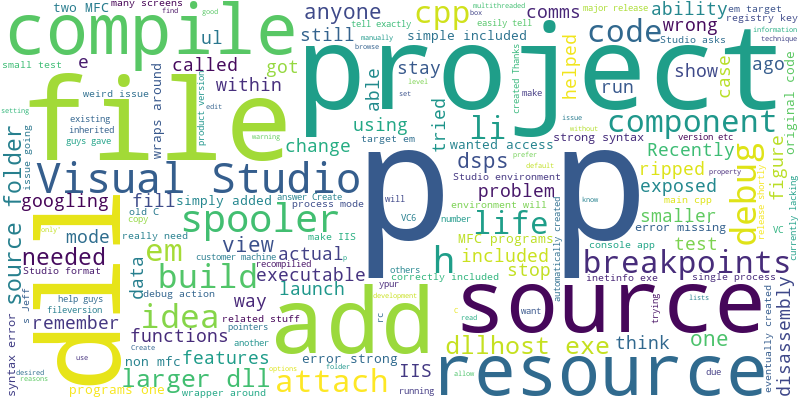 compile
file
project
p
p
dll
add
source
resource
Visual Studio
spooler
build
idea
life
breakpoints
component
code
debug
h
li
em
cpp
attach
larger dll
dllhost exe
source folder
disassembly
executable
features
functions
needed
googling
many screens
two MFC
small test
e
called
ul
anyone
still
comms
simple included
ability
wrong
major release
find
good
multithreaded
box
tell exactly
easily tell
manually
browse
level
set
em target
registry key
Studio asks
information
technique
weird issue
wraps around
got
within
stay
able
tried
helped
created Thanks
make
issue
without
case
ago
show
run
original code
product version
edit
warning
setting
existing
inherited
guys gave
issue going
change
using
target em
wanted access
strong syntax
version etc
property
Recently
figure
ripped
exposed
smaller
test
main cpp
prefer
default
release shortly
VC
know
currently lacking
dsps
problem
Studio environment
environment will
will
process mode
answer Create
VC6
number
MFC programs
included
stop
console app
automatically created
error missing
fill
simply added
mode
old C
copy
really need
only
view
data
actual
make IIS
customer machine
recompiled
p
way
launch
related stuff
pointers
another
Create
remember
Studio format
help guys
fileversion
s Jeff
debug action
syntax error
desired
reasons
use
non mfc
programs one
wrapper around
error strong
IIS
running
ypur
others
correctly included
development
rc
folder
options
C
read
allow
want
think
one
inetinfo exe
single process
eventually created
trying
lists
due